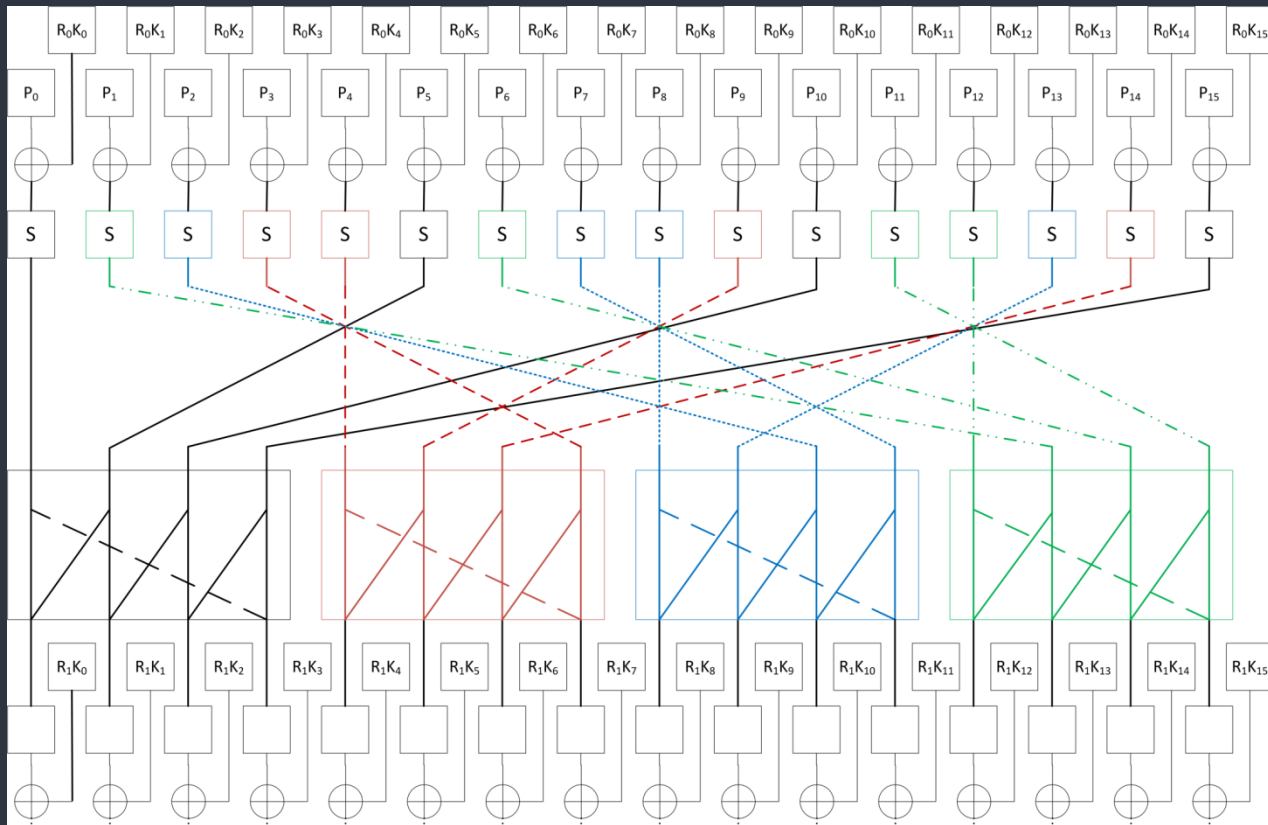 R₀K₀ R₀K₁ R₀K₂ R₀K₃ R₀K₄ R₀K₅ R₀K₆ R₀K₇ R₀K₈ R₀K₉ R₀K₁₀ R₀K₁₁ R₀K₁₂ R₀K₁₃ R₀K₁₄ R₀K₁₅
P₀ P₁ P₂ P₃ P₄ P₅ P₆ P₇ P₈ P₉ P₁₀ P₁₁ P₁₂ P₁₃ P₁₄ P₁₅
S S S S S S S S S S S S S S S S
R₁K₀ R₁K₁ R₁K₂ R₁K₃ R₁K₄ R₁K₅ R₁K₆ R₁K₇ R₁K₈ R₁K₉ R₁K₁₀ R₁K₁₁ R₁K₁₂ R₁K₁₃ R₁K₁₄ R₁K₁₅